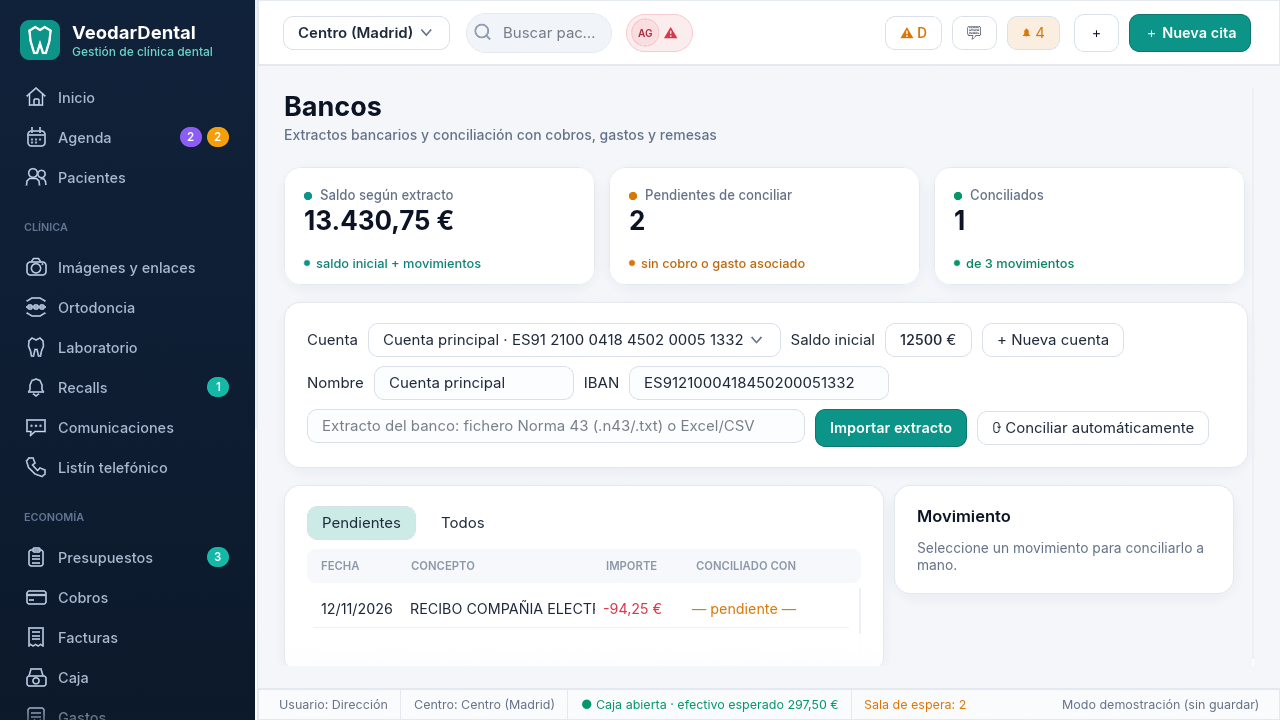 VeodarDental
Gestión de clínica dental
Inicio
Agenda 2 2
Pacientes
CLÍNICA
Imágenes y enlaces
Ortodoncia
Laboratorio
Recalls 1
Comunicaciones
Listín telefónico
ECONOMÍA
Presupuestos 3
Cobros
Facturas
Caja
Gastos
Centro (Madrid) Buscar pac... AG D 4 + + Nueva cita
Bancos
Extractos bancarios y conciliación con cobros, gastos y remesas
Saldo según extracto
13.430,75 €
saldo inicial + movimientos
Pendientes de conciliar
2
sin cobro o gasto asociado
Conciliados
1
de 3 movimientos
Cuenta Cuenta principal · ES91 2100 0418 4502 0005 1332 Saldo inicial 12500 € + Nueva cuenta
Nombre Cuenta principal IBAN ES9121000418450200051332
Extracto del banco: fichero Norma 43 (.n43/.txt) o Excel/CSV Importar extracto Conciliar automáticamente
Pendientes Todos
FECHA CONCEPTO IMPORTE CONCILIADO CON
12/11/2026 RECIBO COMPAÑIA ELECTI -94,25 € — pendiente —
Movimiento
Seleccione un movimiento para conciliarlo a
mano.
Usuario: Dirección Centro: Centro (Madrid) ● Caja abierta · efectivo esperado 297,50 € Sala de espera: 2 Modo demostración (sin guardar)